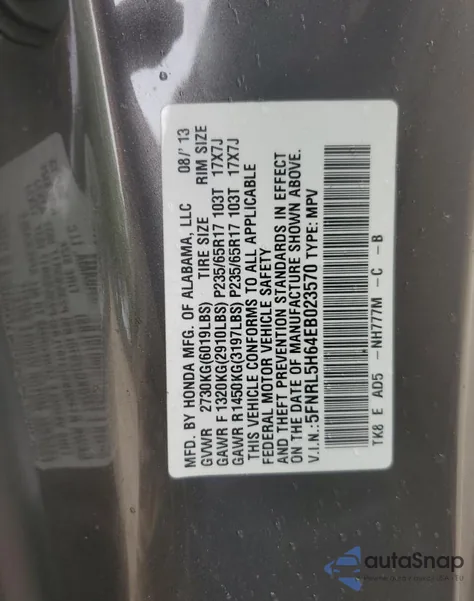 MFD. BY HONDA MFG. OF ALABAMA, LLC 08/'13
GVWR 2730KG(6019LBS) TIRE SIZE RIM SIZE
GAWR F 1320KG(2910LBS) P235/65R17 103T 17X7J
GAWR R 1450KG(3197LBS) P235/65R17 103T 17X7J
THIS VEHICLE CONFORMS TO ALL APPLICABLE
FEDERAL MOTOR VEHICLE SAFETY
AND THEFT PREVENTION STANDARDS IN EFFECT
ON THE DATE OF MANUFACTURE SHOWN ABOVE.
V.I.N.: 5FNRL5H64EB023570 TYPE: MPV
TK8 E AD5 -NH777M -C -B
autaSnap